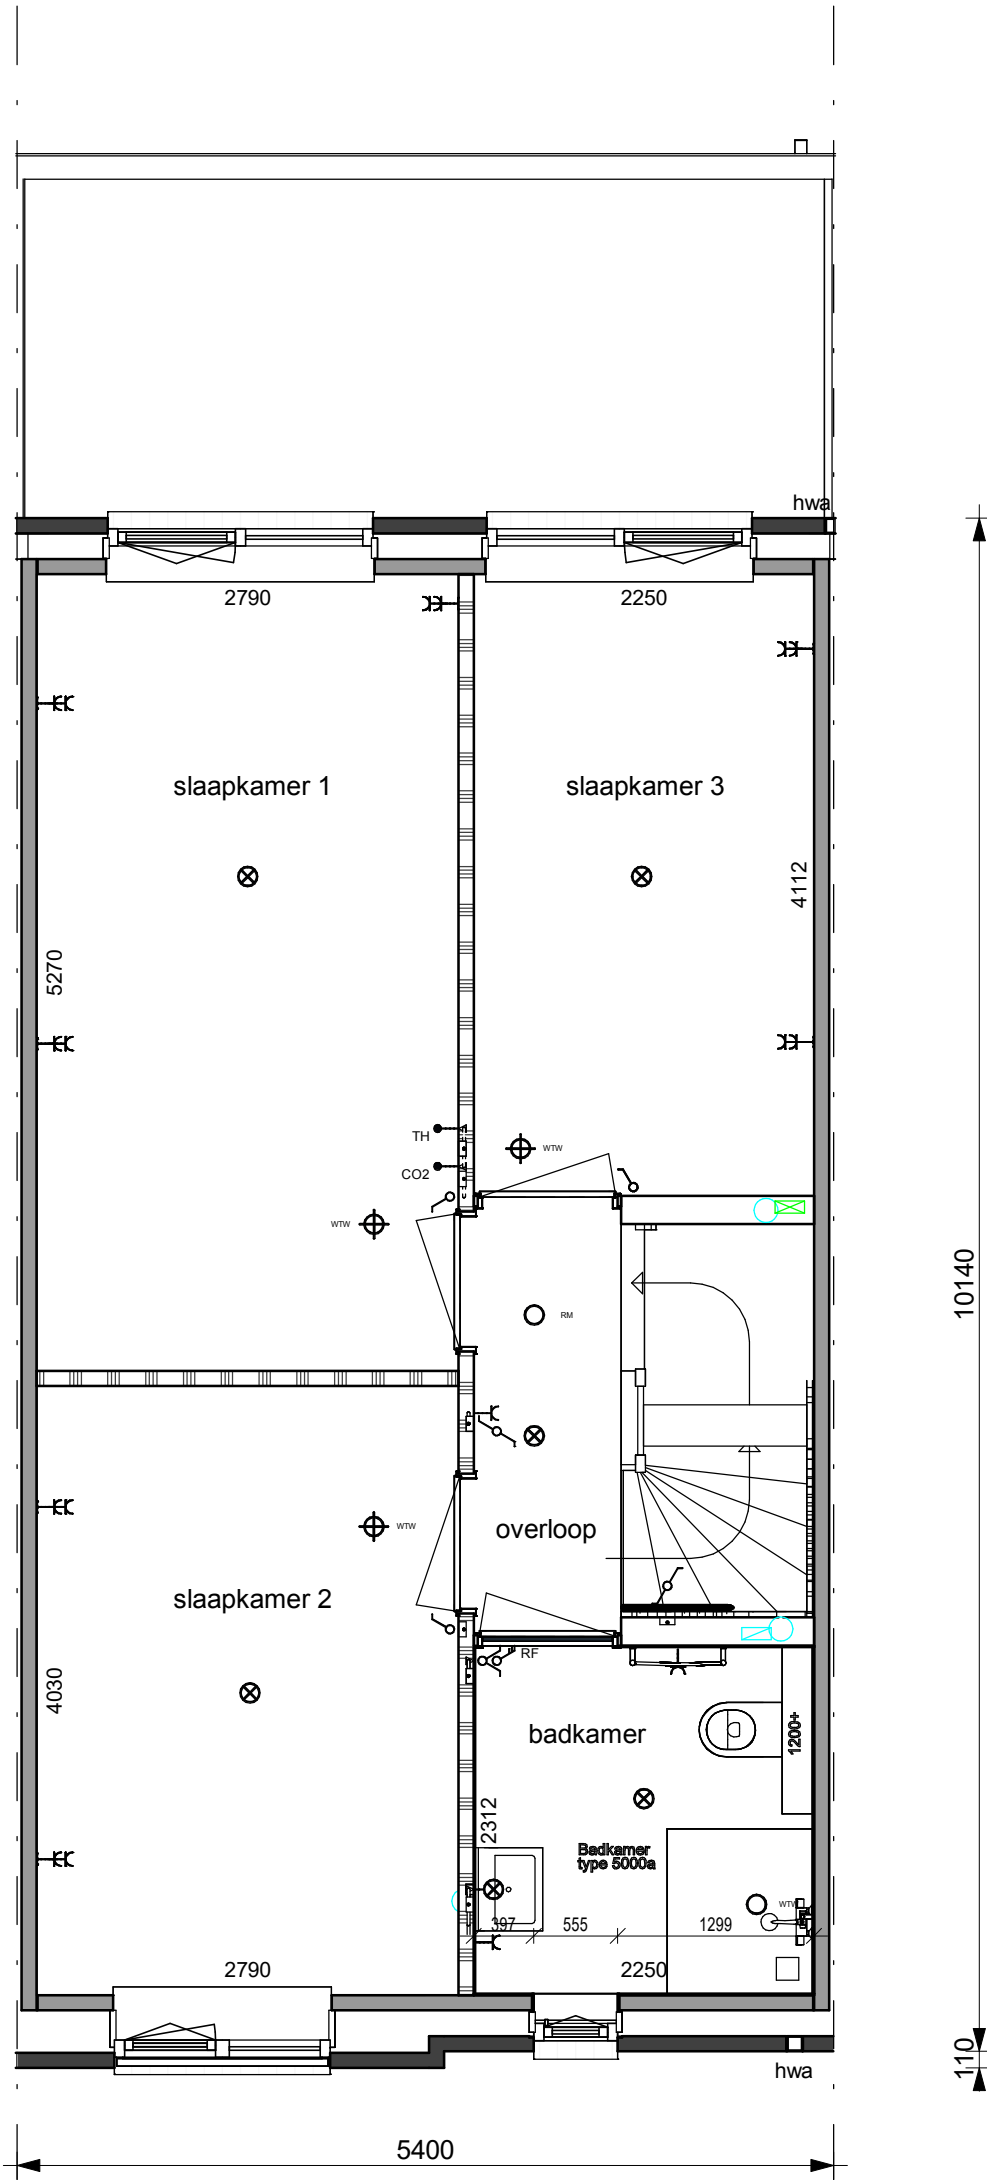 hwa
2790
2250
slaapkamer 1
slaapkamer 3
4112
5270
TH
CO2
WTW
WTW
RM
10140
overloop
WTW
slaapkamer 2
RF
4030
badkamer
1200+
2312
Badkamer
type 5000a
WTW
397
555
1299
2790
2250
110
hwa
5400